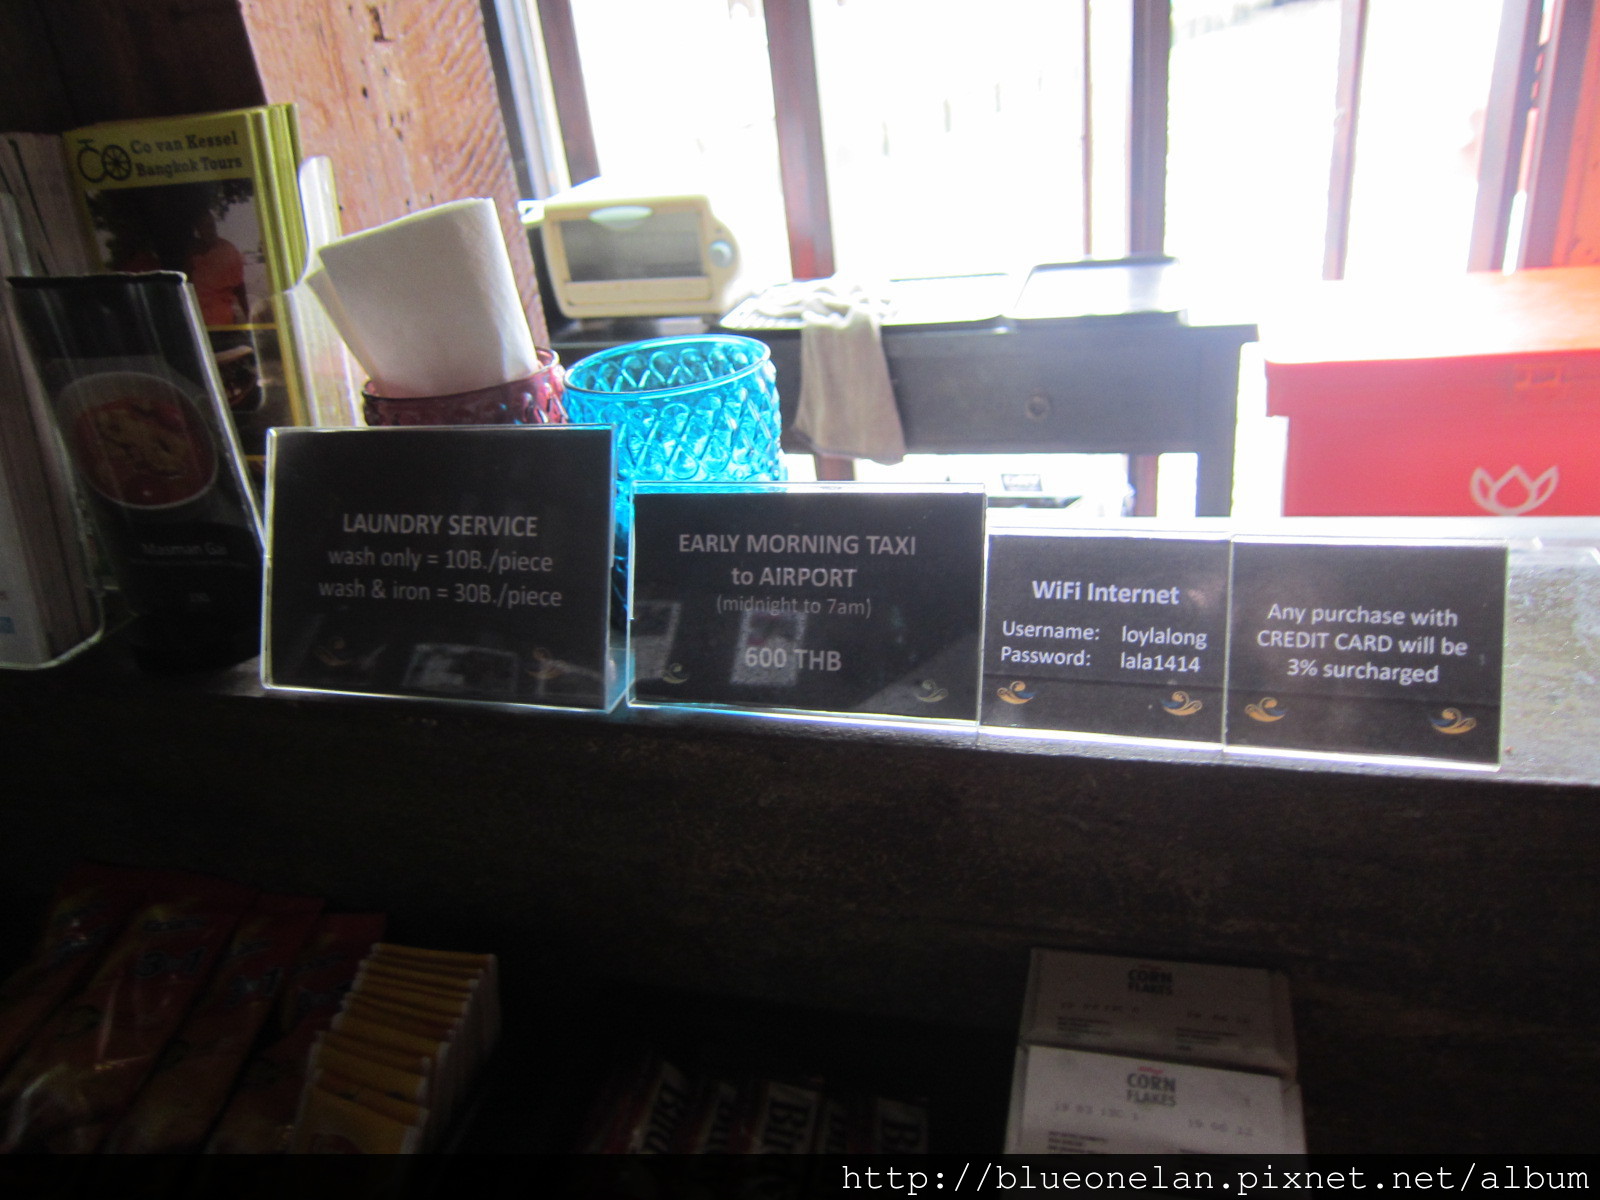 Co van Kessel
Bangkok Tours
Masman Gai
LAUNDRY SERVICE
wash only = 10B./piece
wash & iron = 30B./piece
EARLY MORNING TAXI
to AIRPORT
(midnight to 7am)
600 THB
WiFi Internet
Username: loylalong
Password: lala1414
Any purchase with
CREDIT CARD will be
3% surcharged
CORN
FLAKES
CORN
FLAKES
http://blueonelan.pixnet.net/album